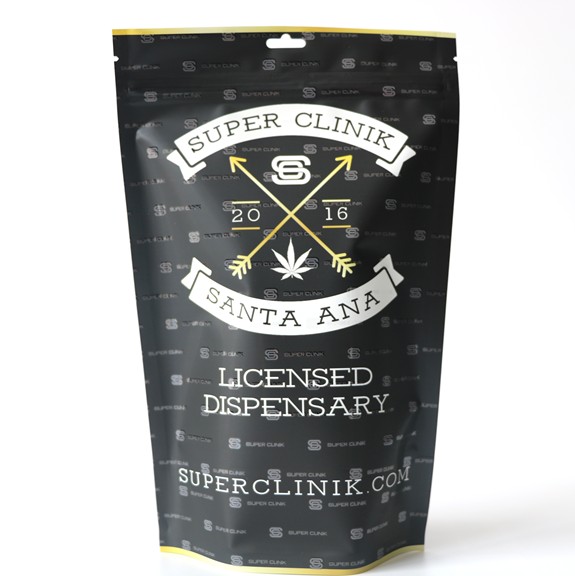 SUPER CLINIK
20 16
SANTA ANA
LICENSED
DISPENSARY
SUPERCLINIK.COM